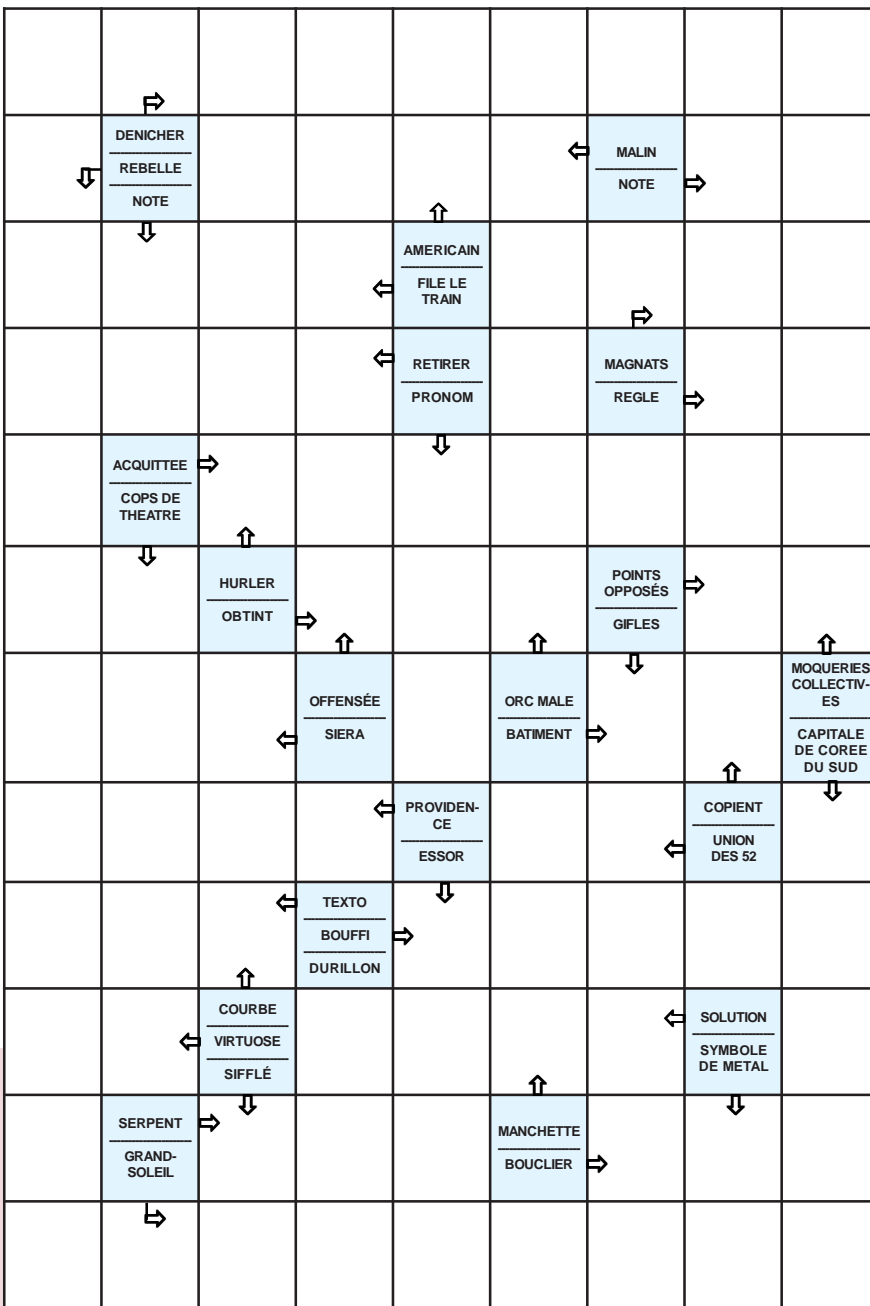 DENICHER
REBELLE
NOTE
MALIN
NOTE
AMERICAIN
FILE LE
TRAIN
RETIRER
PRONOM
MAGNATS
REGLE
ACQUITTEE
COPS DE
THEATRE
HURLER
OBTINT
POINTS
OPPOSÉS
GIFLES
OFFENSÉE
SIERA
ORC MALE
BATIMENT
MOQUERIES
COLLECTIV-
ES
CAPITALE
DE COREE
DU SUD
PROVIDEN-
CE
ESSOR
COPIENT
UNION
DES 52
TEXTO
BOUFFI
DURILLON
COURBE
VIRTUOSE
SIFFLÉ
SOLUTION
SYMBOLE
DE METAL
SERPENT
GRAND-
SOLEIL
MANCHETTE
BOUCLIER